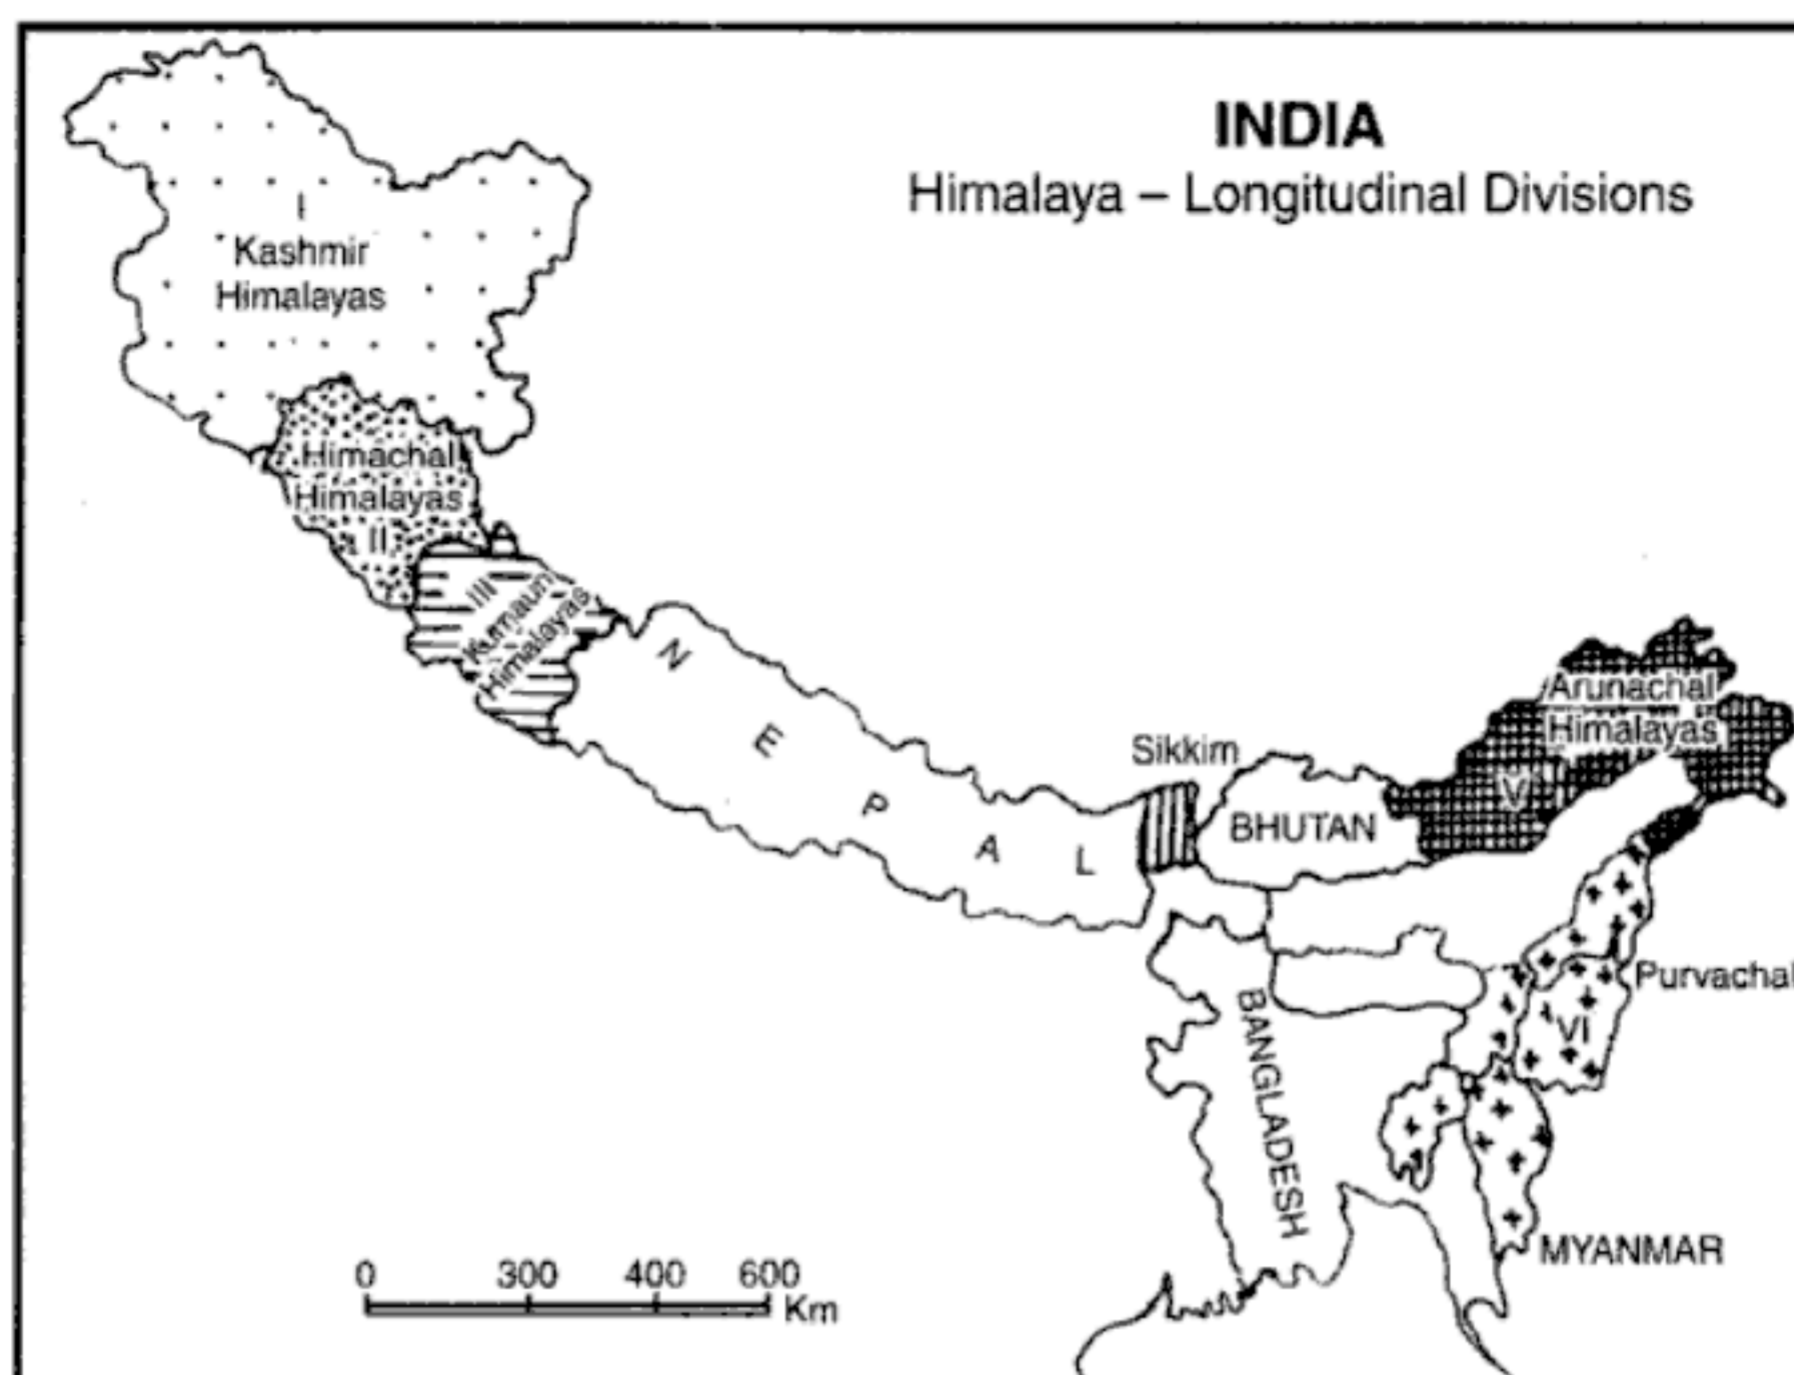 INDIA
Himalaya – Longitudinal Divisions
I
Kashmir
Himalayas
Himachal
Himalayas
II
III
Kumaun
Himalayas
NEPAL
Sikkim
BHUTAN
Arunachal
Himalayas
V
Purvachal
VI
BANGLADESH
MYANMAR
0 300 400 600
Km